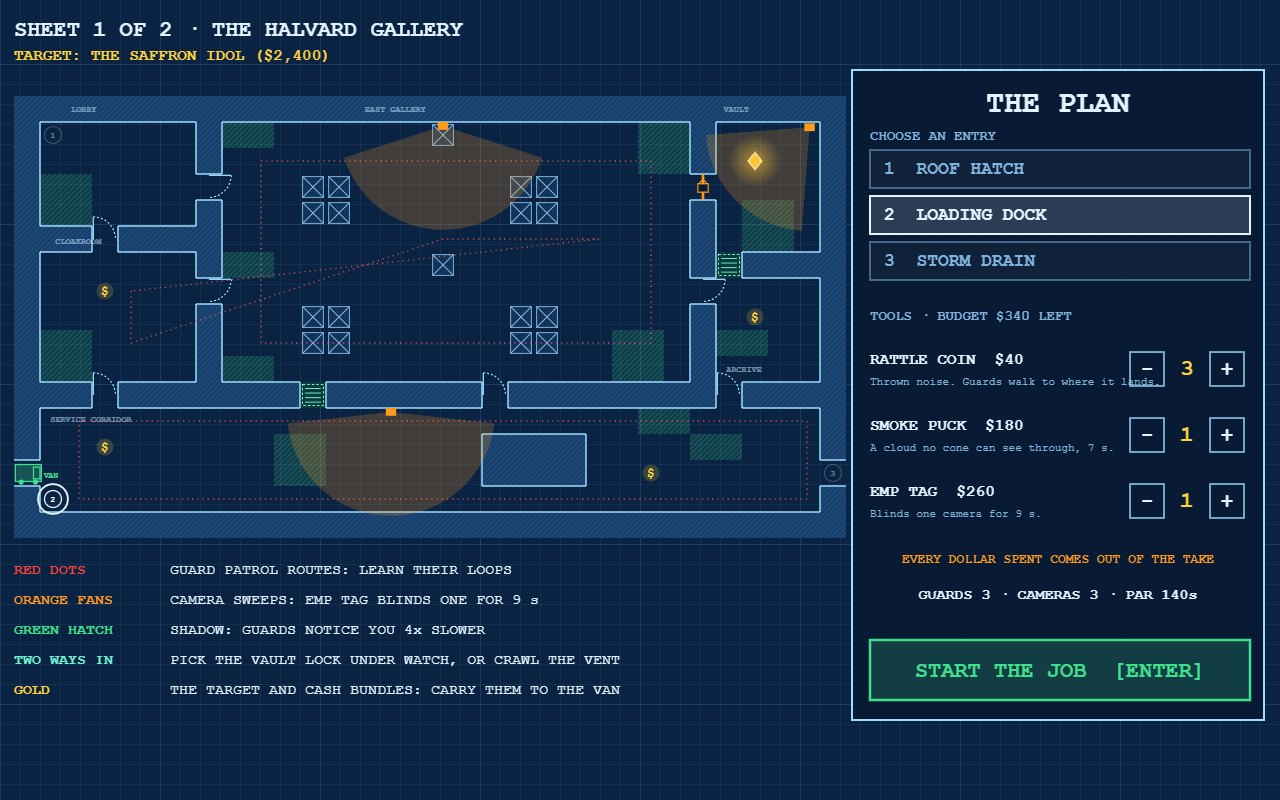 SHEET 1 OF 2 · THE HALVARD GALLERY
TARGET: THE SAFFRON IDOL ($2,400)
LOBBY
EAST GALLERY
VAULT
1
CLOAKROOM
$
$
ARCHIVE
SERVICE CORRIDOR
$
$
VAN
2
3
RED DOTS GUARD PATROL ROUTES: LEARN THEIR LOOPS
ORANGE FANS CAMERA SWEEPS: EMP TAG BLINDS ONE FOR 9 s
GREEN HATCH SHADOW: GUARDS NOTICE YOU 4x SLOWER
TWO WAYS IN PICK THE VAULT LOCK UNDER WATCH, OR CRAWL THE VENT
GOLD THE TARGET AND CASH BUNDLES: CARRY THEM TO THE VAN
THE PLAN
CHOOSE AN ENTRY
1 ROOF HATCH
2 LOADING DOCK
3 STORM DRAIN
TOOLS · BUDGET $340 LEFT
RATTLE COIN $40
Thrown noise. Guards walk to where it lands.
− 3 +
SMOKE PUCK $180
A cloud no cone can see through, 7 s.
− 1 +
EMP TAG $260
Blinds one camera for 9 s.
− 1 +
EVERY DOLLAR SPENT COMES OUT OF THE TAKE
GUARDS 3 · CAMERAS 3 · PAR 140s
START THE JOB [ENTER]